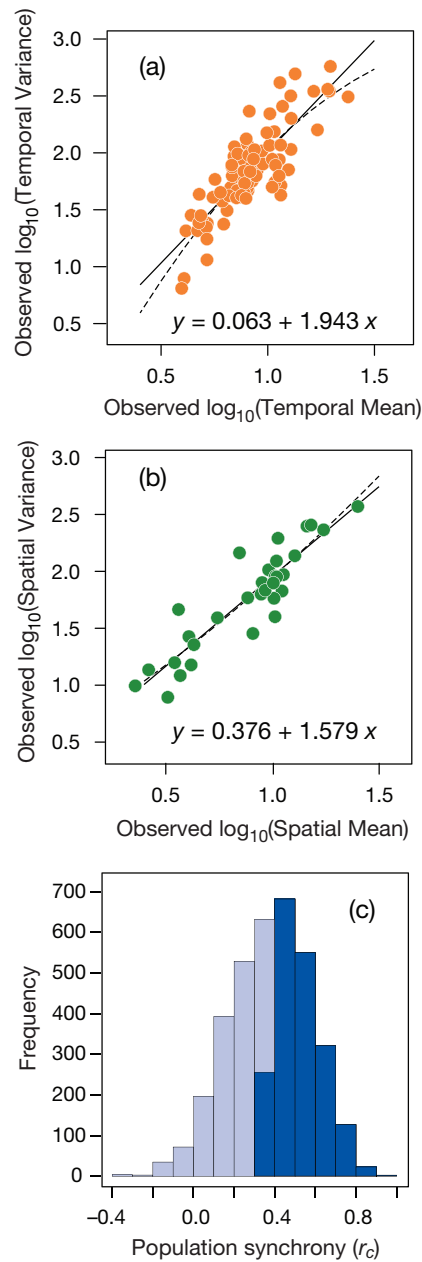 (a)
Observed log10(Temporal Variance)
3.0
2.5
2.0
1.5
1.0
0.5
y = 0.063 + 1.943 x
0.5
1.0
1.5
Observed log10(Temporal Mean)
(b)
Observed log10(Spatial Variance)
3.0
2.5
2.0
1.5
1.0
0.5
y = 0.376 + 1.579 x
0.5
1.0
1.5
Observed log10(Spatial Mean)
(c)
Frequency
700
600
500
400
300
200
100
0
−0.4
0.0
0.4
0.8
Population synchrony (rc)